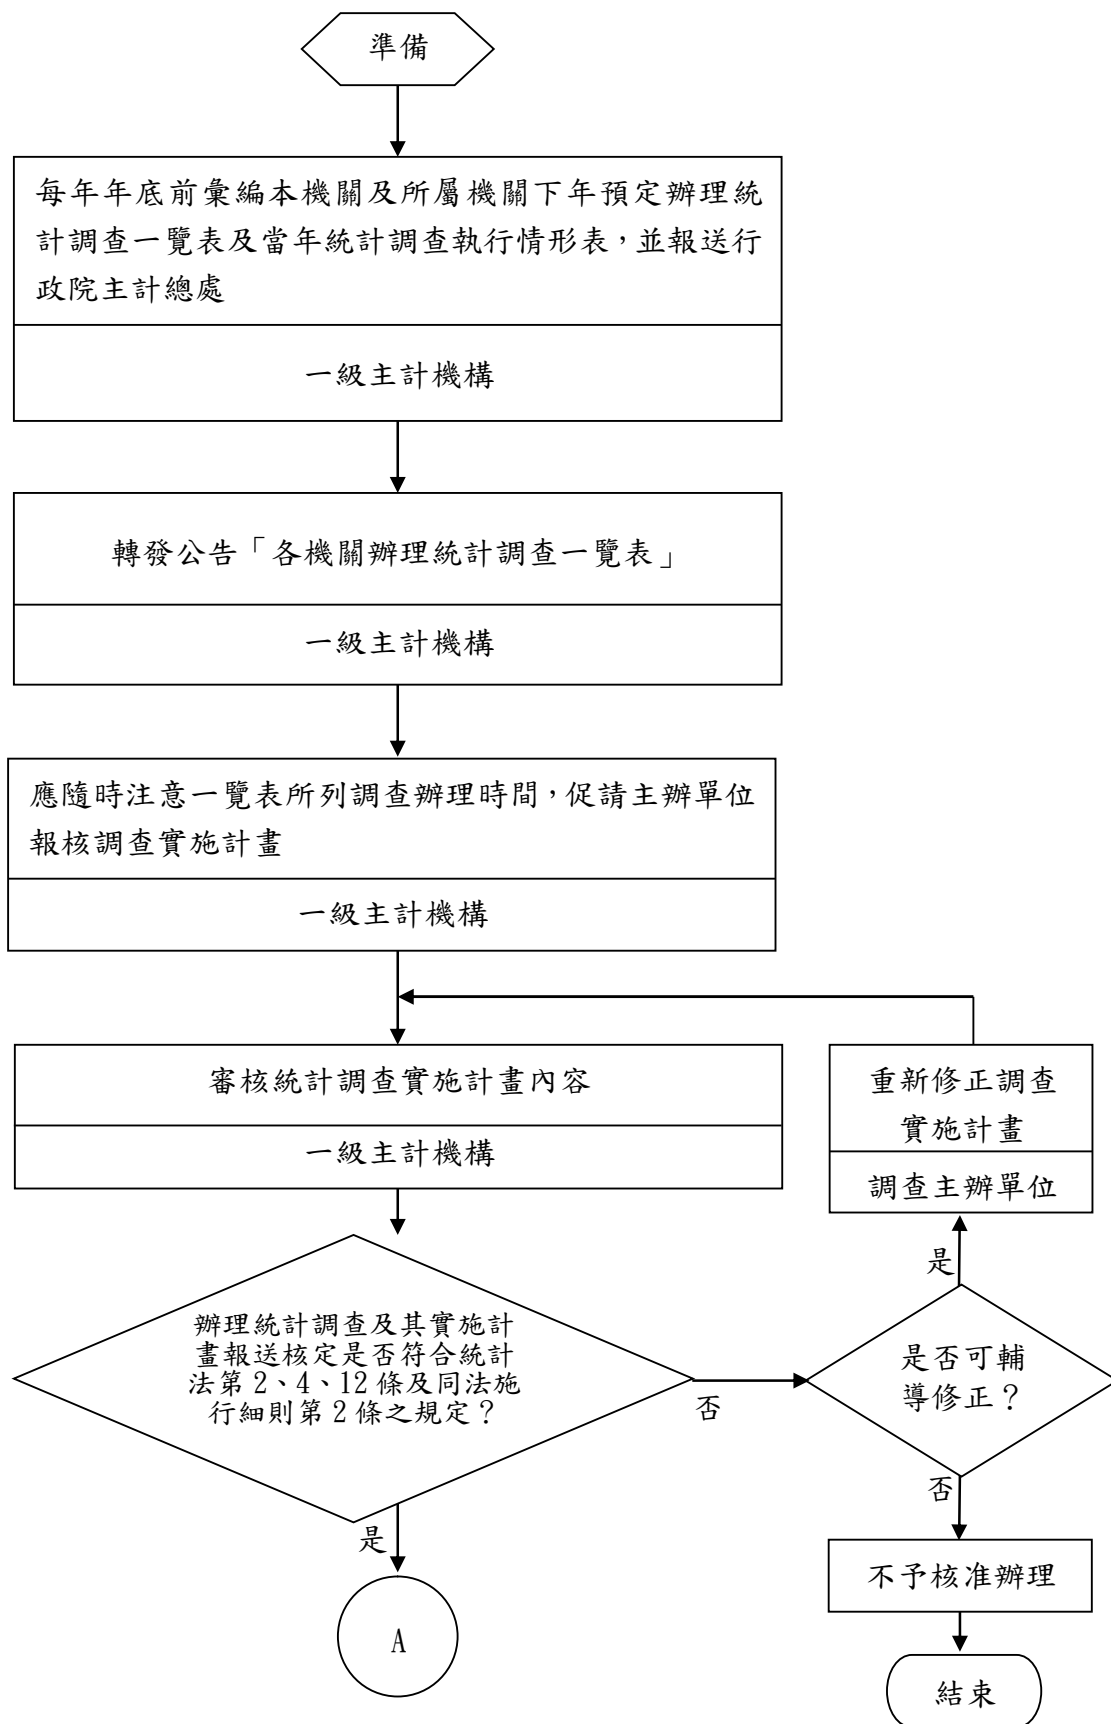 準備
每年年底前彙編本機關及所屬機關下年預定辦理統
計調查一覽表及當年統計調查執行情形表，並報送行
政院主計總處
一級主計機構
轉發公告「各機關辦理統計調查一覽表」
一級主計機構
應隨時注意一覽表所列調查辦理時間，促請主辦單位
報核調查實施計畫
一級主計機構
審核統計調查實施計畫內容
一級主計機構
重新修正調查
實施計畫
調查主辦單位
是
辦理統計調查及其實施計
畫報送核定是否符合統計
法第 2、4、12 條及同法施
行細則第 2 條之規定？
否
是否可輔
導修正？
否
是
不予核准辦理
A
結束